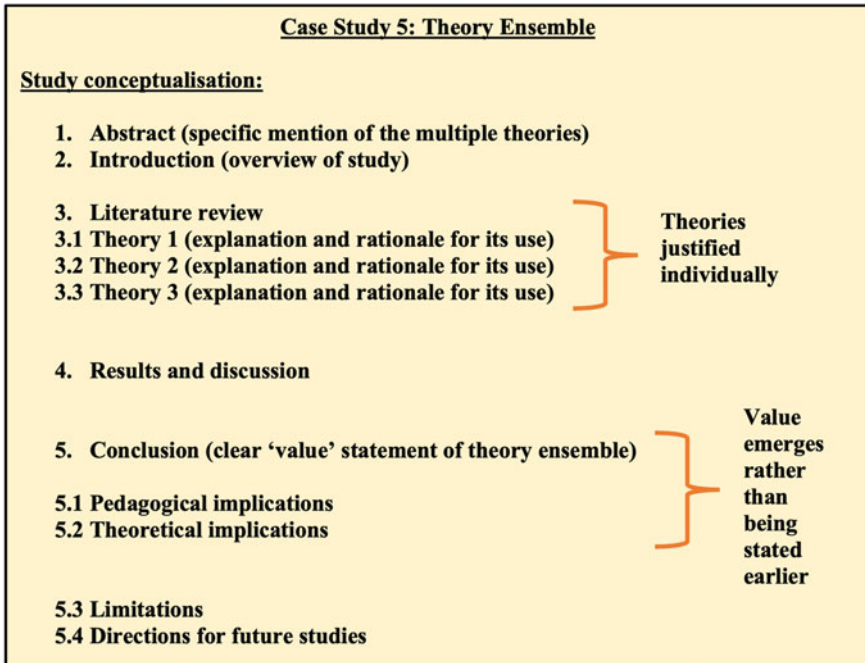 Case Study 5: Theory Ensemble
Study conceptualisation:
1. Abstract (specific mention of the multiple theories)
2. Introduction (overview of study)
3. Literature review
3.1 Theory 1 (explanation and rationale for its use)
3.2 Theory 2 (explanation and rationale for its use)
3.3 Theory 3 (explanation and rationale for its use)
Theories
justified
individually
4. Results and discussion
5. Conclusion (clear ‘value’ statement of theory ensemble)
5.1 Pedagogical implications
5.2 Theoretical implications
Value
emerges
rather
than
being
stated
earlier
5.3 Limitations
5.4 Directions for future studies